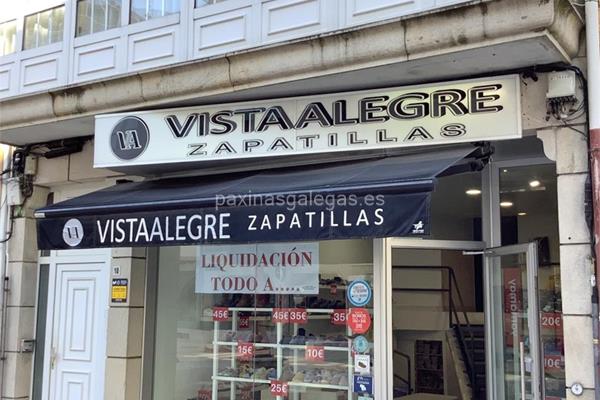 VA
VISTAALEGRE
ZAPATILLAS
paxinasgalegas.es
VA VISTAALEGRE ZAPATILLAS
LIQUIDACIÓN
TODO A.....
10
45€ 45€ 35€ 35€
20€
15€ 10€
25€